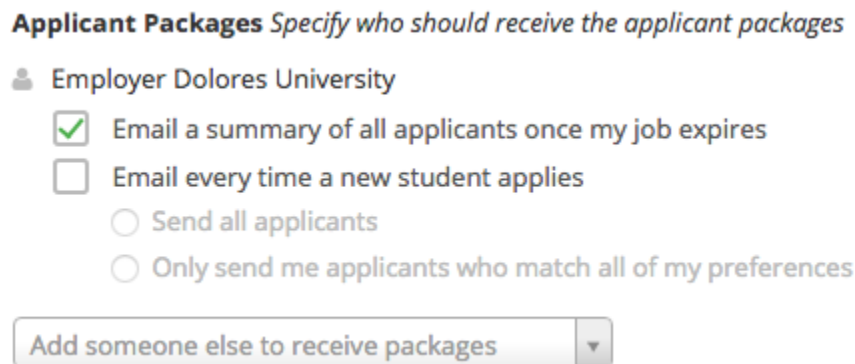 Applicant Packages Specify who should receive the applicant packages
Employer Dolores University
Email a summary of all applicants once my job expires
Email every time a new student applies
Send all applicants
Only send me applicants who match all of my preferences
Add someone else to receive packages